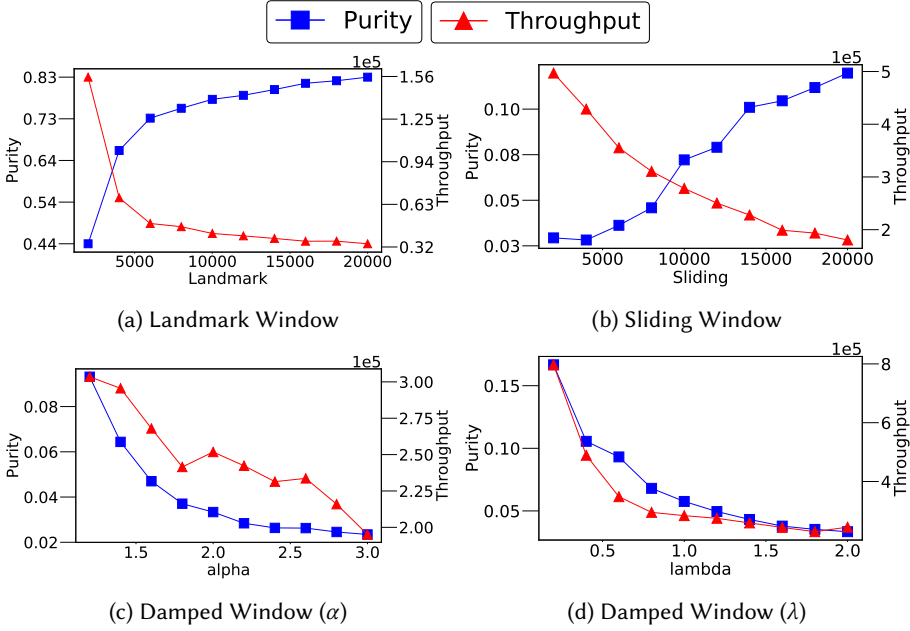 Purity Throughput
1e5
0.83
0.73
0.64
0.54
0.44
Purity
1.56
1.25
0.94
0.63
0.32
Throughput
5000 10000 15000 20000
Landmark
(a) Landmark Window
1e5
0.10
0.08
0.05
0.03
Purity
5
4
3
2
Throughput
5000 10000 15000 20000
Sliding
(b) Sliding Window
1e5
0.08
0.06
0.04
0.02
Purity
3.00
2.75
2.50
2.25
2.00
Throughput
1.5 2.0 2.5 3.0
alpha
(c) Damped Window (α)
1e5
0.15
0.10
0.05
Purity
8
6
4
Throughput
0.5 1.0 1.5 2.0
lambda
(d) Damped Window (λ)